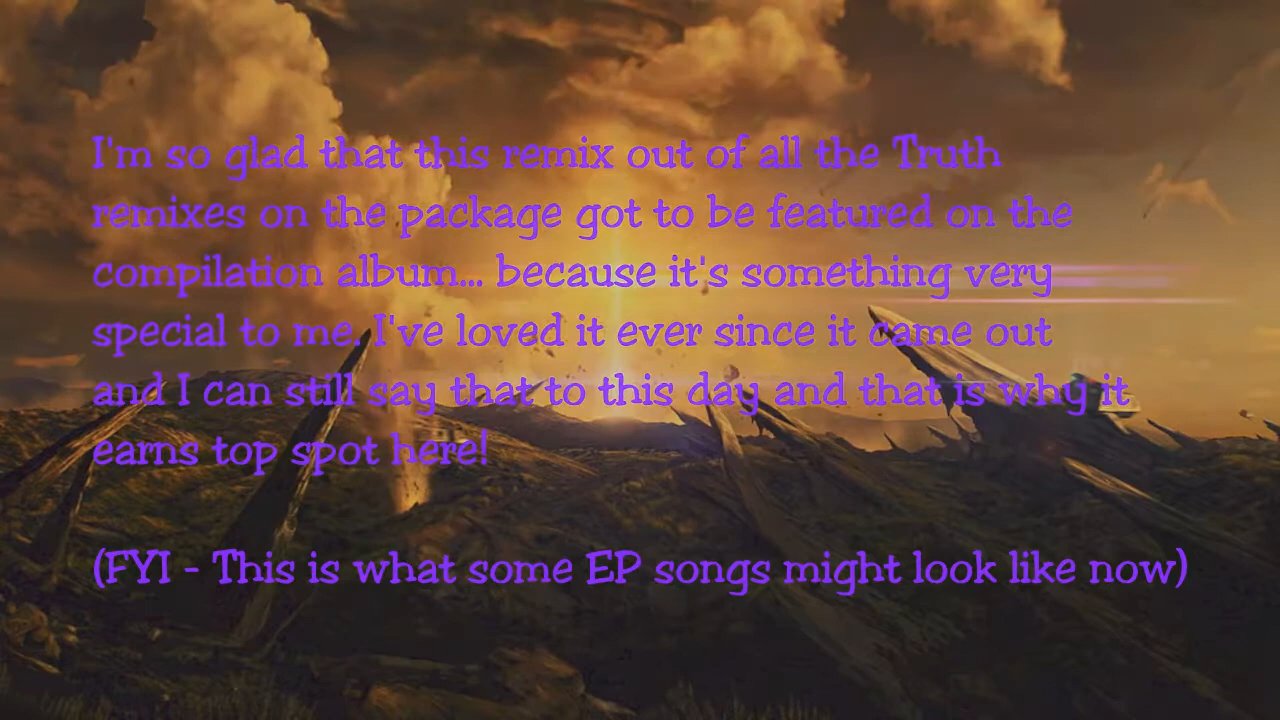 I'm so glad that this remix out of all the Truth
remixes on the package got to be featured on the
compilation album... because it's something very
special to me. I've loved it ever since it came out
and I can still say that to this day and that is why it
earns top spot here!
(FYI - This is what some EP songs might look like now)